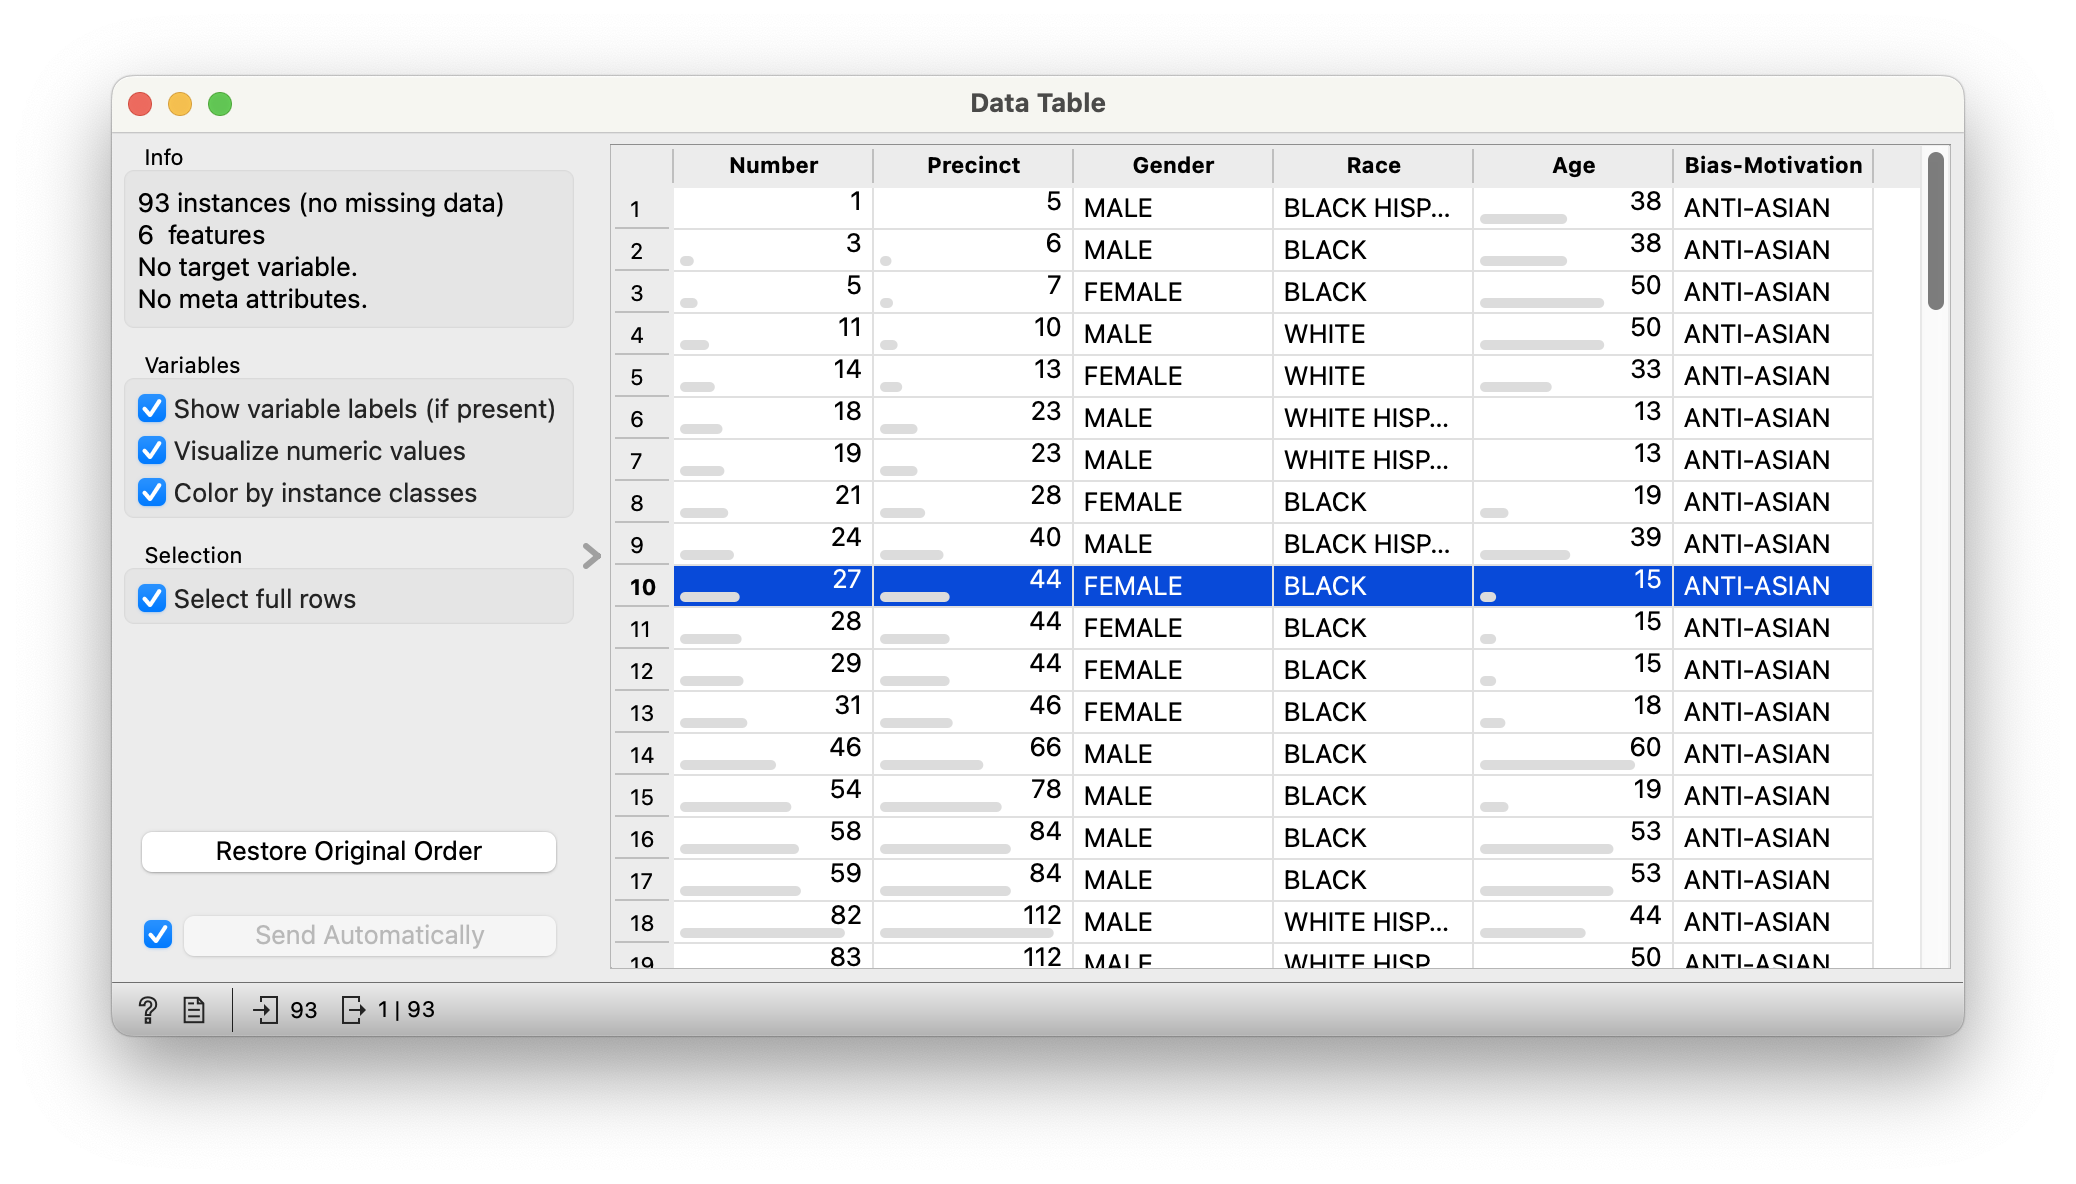 Data Table
Info
93 instances (no missing data)
6 features
No target variable.
No meta attributes.
Variables
Show variable labels (if present)
Visualize numeric values
Color by instance classes
Selection
Select full rows
Restore Original Order
Send Automatically
Number Precinct Gender Race Age Bias-Motivation
1 1 5 MALE BLACK HISP... 38 ANTI-ASIAN
2 3 6 MALE BLACK 38 ANTI-ASIAN
3 5 7 FEMALE BLACK 50 ANTI-ASIAN
4 11 10 MALE WHITE 50 ANTI-ASIAN
5 14 13 FEMALE WHITE 33 ANTI-ASIAN
6 18 23 MALE WHITE HISP... 13 ANTI-ASIAN
7 19 23 MALE WHITE HISP... 13 ANTI-ASIAN
8 21 28 FEMALE BLACK 19 ANTI-ASIAN
9 24 40 MALE BLACK HISP... 39 ANTI-ASIAN
10 27 44 FEMALE BLACK 15 ANTI-ASIAN
11 28 44 FEMALE BLACK 15 ANTI-ASIAN
12 29 44 FEMALE BLACK 15 ANTI-ASIAN
13 31 46 FEMALE BLACK 18 ANTI-ASIAN
14 46 66 MALE BLACK 60 ANTI-ASIAN
15 54 78 MALE BLACK 19 ANTI-ASIAN
16 58 84 MALE BLACK 53 ANTI-ASIAN
17 59 84 MALE BLACK 53 ANTI-ASIAN
18 82 112 MALE WHITE HISP... 44 ANTI-ASIAN
19 83 112 MALE WHITE HISP 50 ANTI-ASIAN
? 93 1 | 93